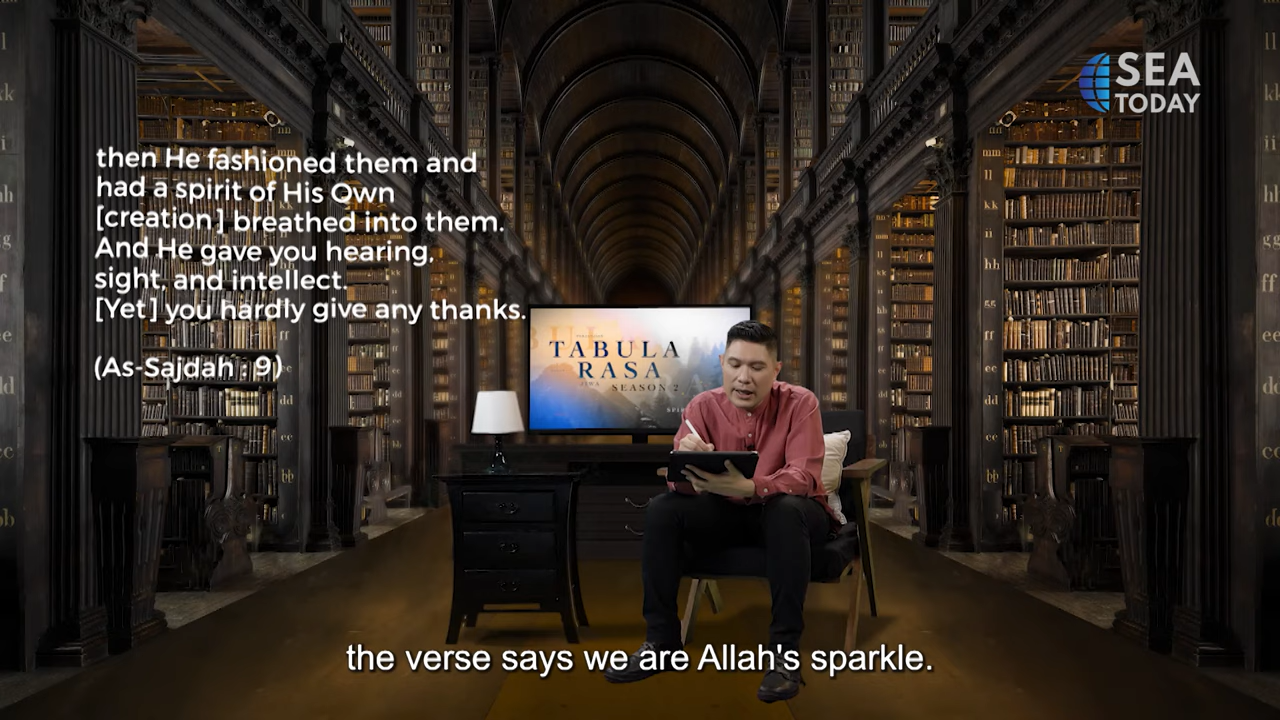 SEA
TODAY
then He fashioned them and
had a spirit of His Own
[creation] breathed into them.
And He gave you hearing,
sight, and intellect.
[Yet] you hardly give any thanks.
(As-Sajdah : 9)
TABULA
RASA
SEASON 2
the verse says we are Allah's sparkle.